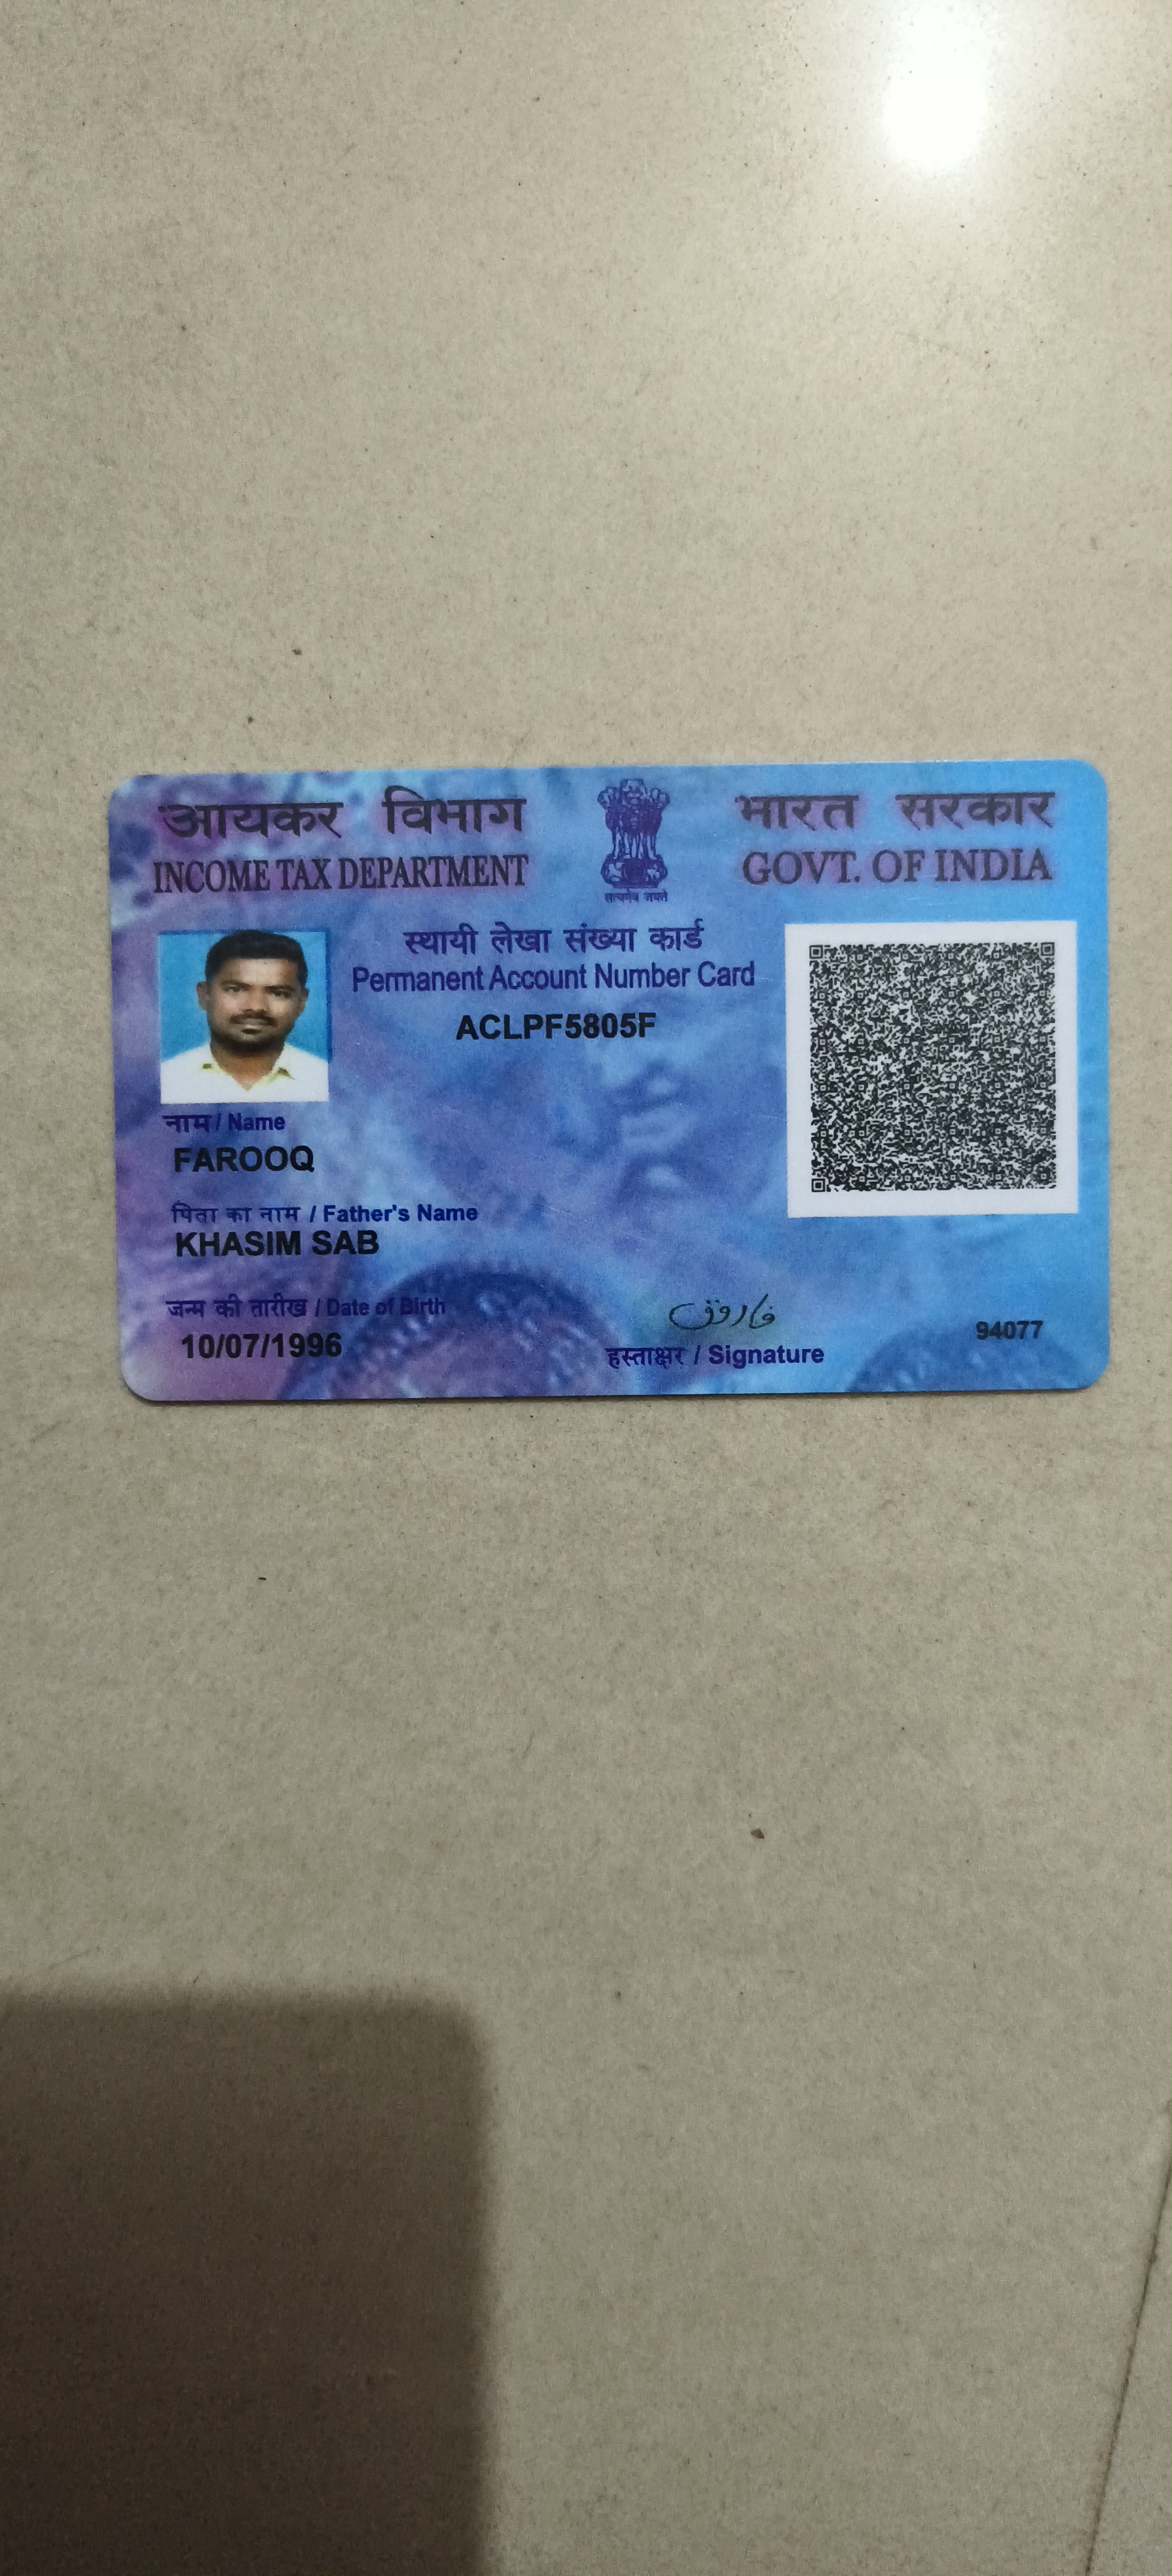 आयकर विभाग
INCOME TAX DEPARTMENT
सत्यमेव जयते
भारत सरकार
GOVT. OF INDIA
स्थायी लेखा संख्या कार्ड
Permanent Account Number Card
ACLPF5805F
नाम / Name
FAROOQ
पिता का नाम / Father's Name
KHASIM SAB
जन्म की तारीख / Date of Birth
10/07/1996
فاروق
हस्ताक्षर / Signature
94077